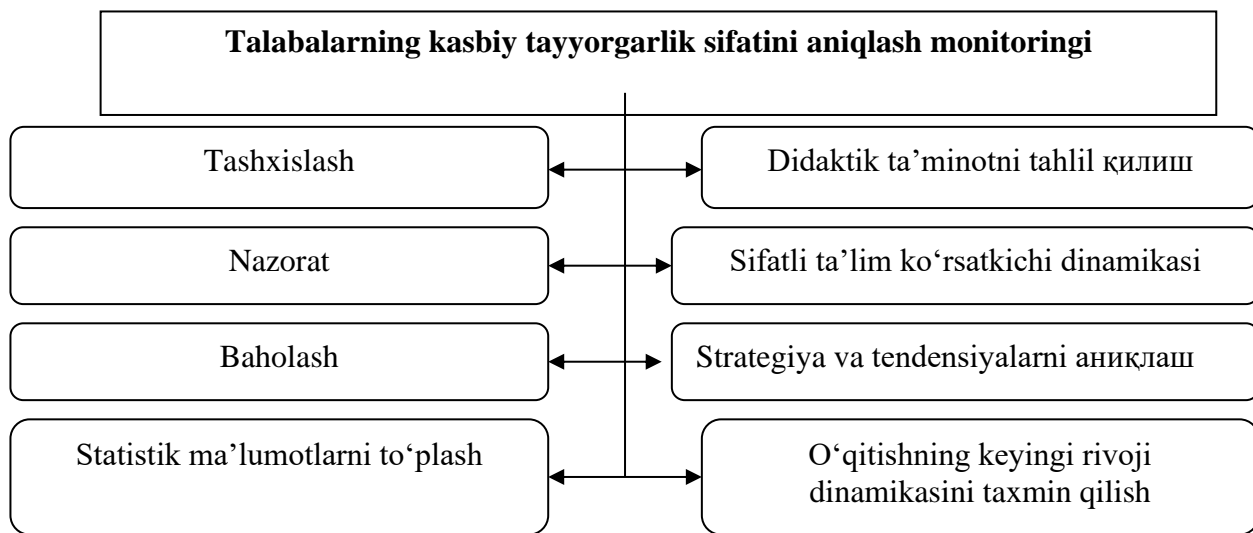 Talabalarning kasbiy tayyorgarlik sifatini aniqlash monitoringi
Tashxislash
Didaktik ta’minotni tahlil қилиш
Nazorat
Sifatli ta’lim ko‘rsatkichi dinamikasi
Baholash
Strategiya va tendensiyalarni аниқлаш
Statistik ma’lumotlarni to‘plash
O‘qitishning keyingi rivoji
dinamikasini taxmin qilish